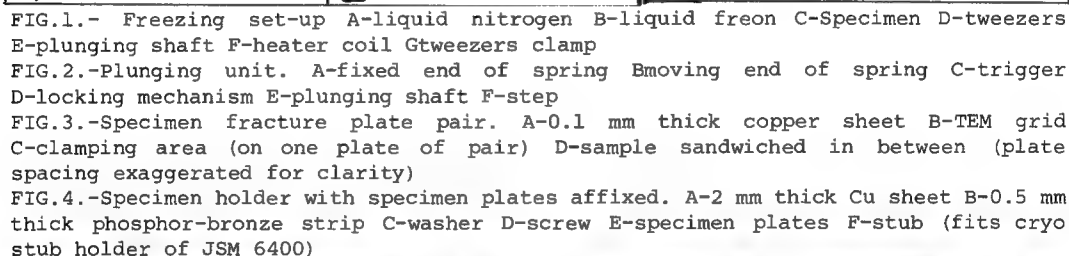 FIG.1.- Freezing set-up A-liquid nitrogen B-liquid freon C-Specimen D-tweezers
E-plunging shaft F-heater coil Gtweezers clamp
FIG.2.-Plunging unit. A-fixed end of spring Bmoving end of spring C-trigger
D-locking mechanism E-plunging shaft F-step
FIG.3.-Specimen fracture plate pair. A-0.1 mm thick copper sheet B-TEM grid
C-clamping area (on one plate of pair) D-sample sandwiched in between (plate
spacing exaggerated for clarity)
FIG.4.-Specimen holder with specimen plates affixed. A-2 mm thick Cu sheet B-0.5 mm
thick phosphor-bronze strip C-washer D-screw E-specimen plates F-stub (fits cryo
stub holder of JSM 6400)